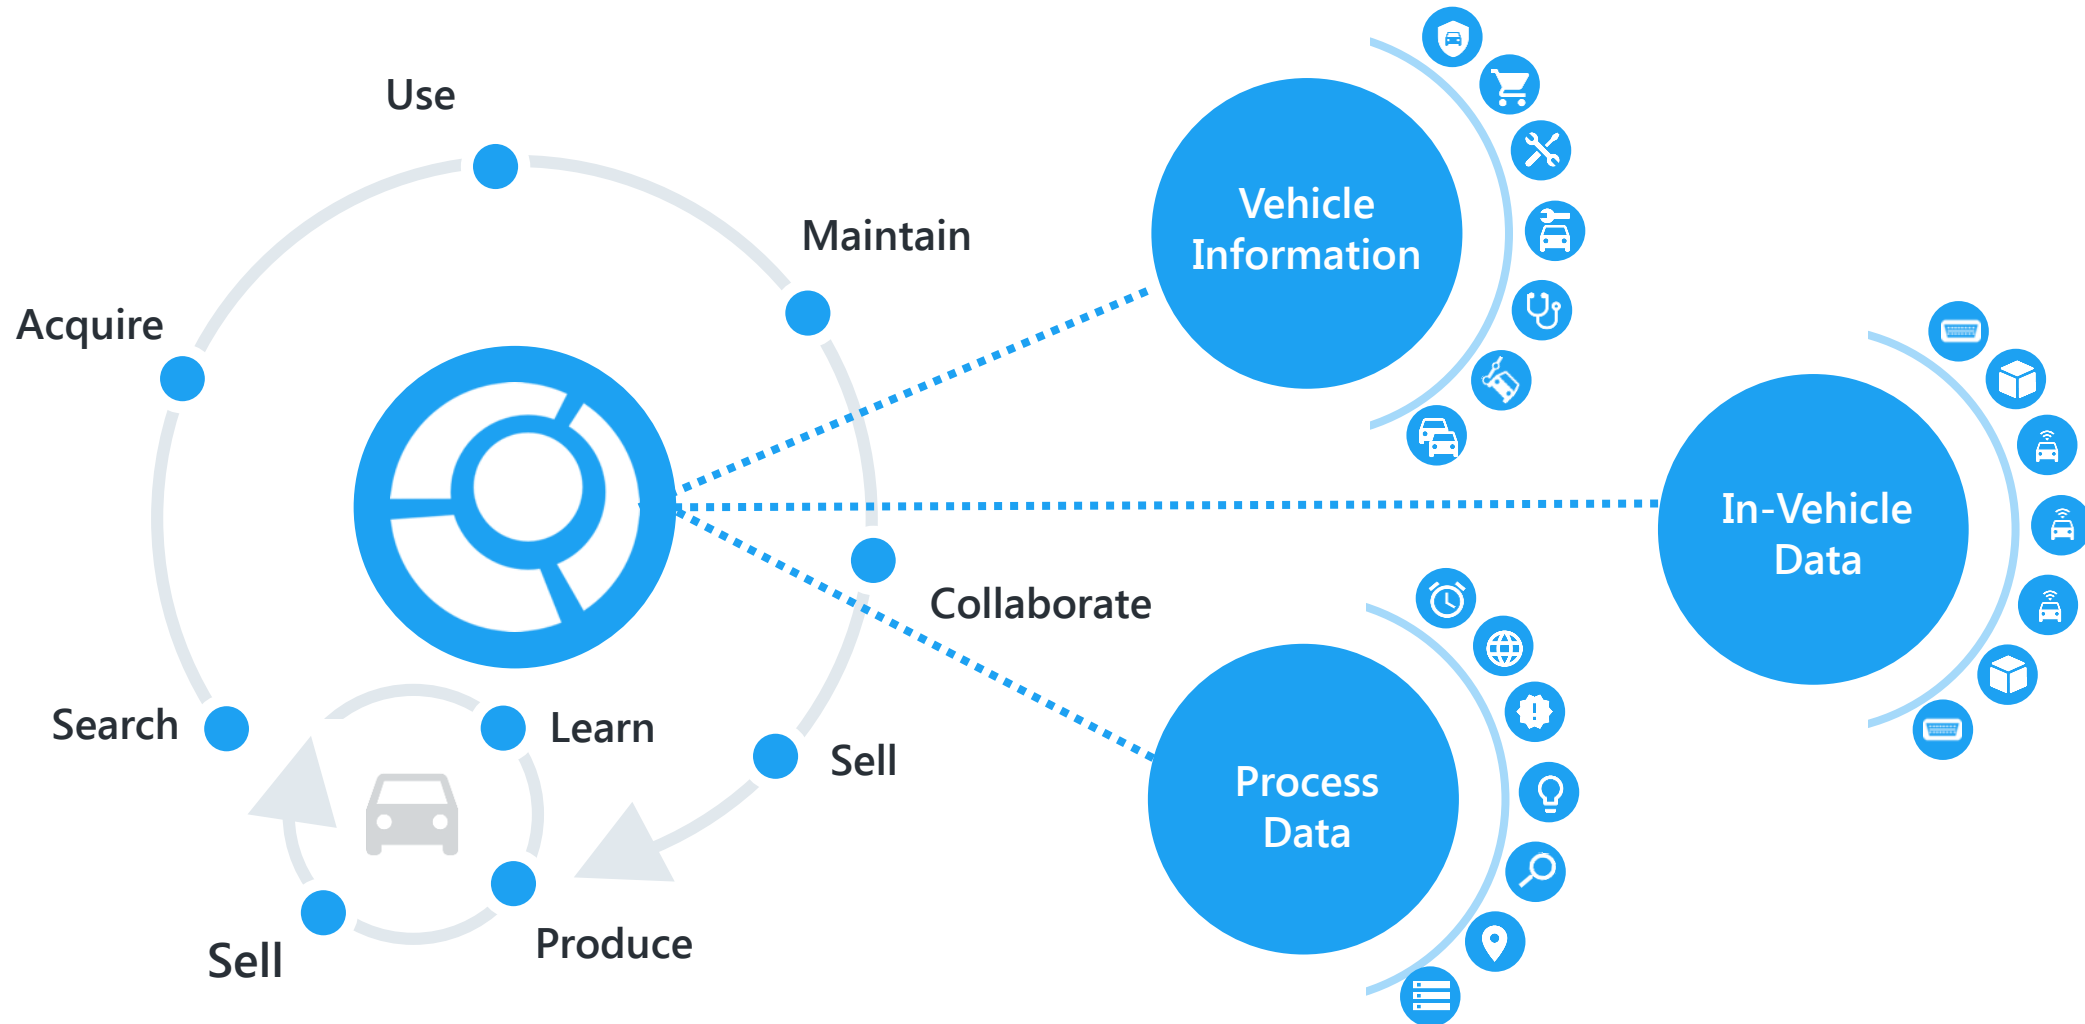 Use
Maintain
Acquire
Collaborate
Search
Learn
Sell
Produce
Sell
Vehicle
Information
In-Vehicle
Data
Process
Data